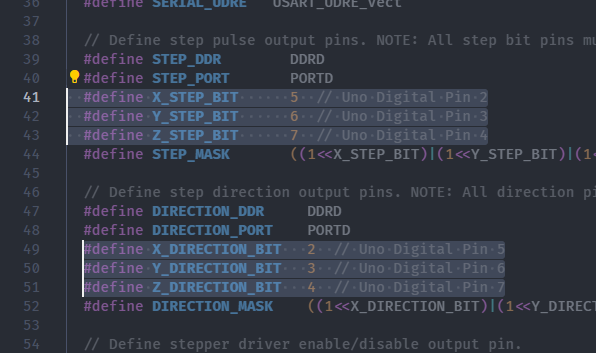 36 #define SERIAL_UDRE USART_UDRE_vect
37
38 // Define step pulse output pins. NOTE: All step bit pins
39 #define STEP_DDR DDRD
40 #define STEP_PORT PORTD
41 #define X_STEP_BIT 5 // Uno Digital Pin 2
42 #define Y_STEP_BIT 6 // Uno Digital Pin 3
43 #define Z_STEP_BIT 7 // Uno Digital Pin 4
44 #define STEP_MASK ((1<<X_STEP_BIT)|(1<<Y_STEP_BIT)|(1<
45
46 // Define step direction output pins. NOTE: All direction pi
47 #define DIRECTION_DDR DDRD
48 #define DIRECTION_PORT PORTD
49 #define X_DIRECTION_BIT 2 // Uno Digital Pin 5
50 #define Y_DIRECTION_BIT 3 // Uno Digital Pin 6
51 #define Z_DIRECTION_BIT 4 // Uno Digital Pin 7
52 #define DIRECTION_MASK ((1<<X_DIRECTION_BIT)|(1<<Y_DIRECT
53
54 // Define stepper driver enable/disable output pin.